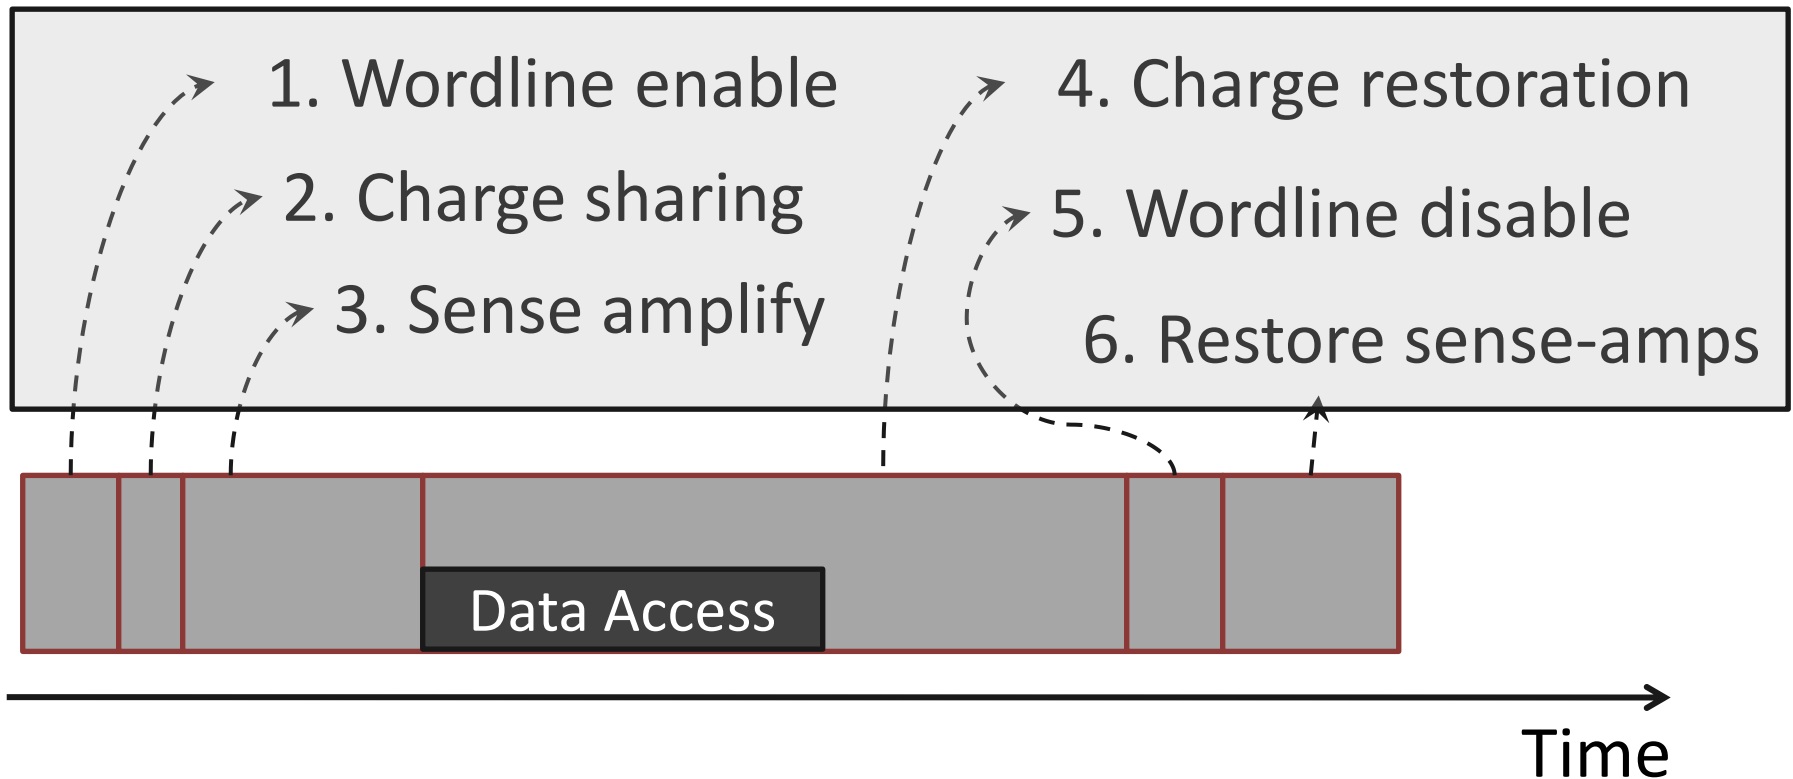 1. Wordline enable
2. Charge sharing
3. Sense amplify
4. Charge restoration
5. Wordline disable
6. Restore sense-amps
Data Access
Time